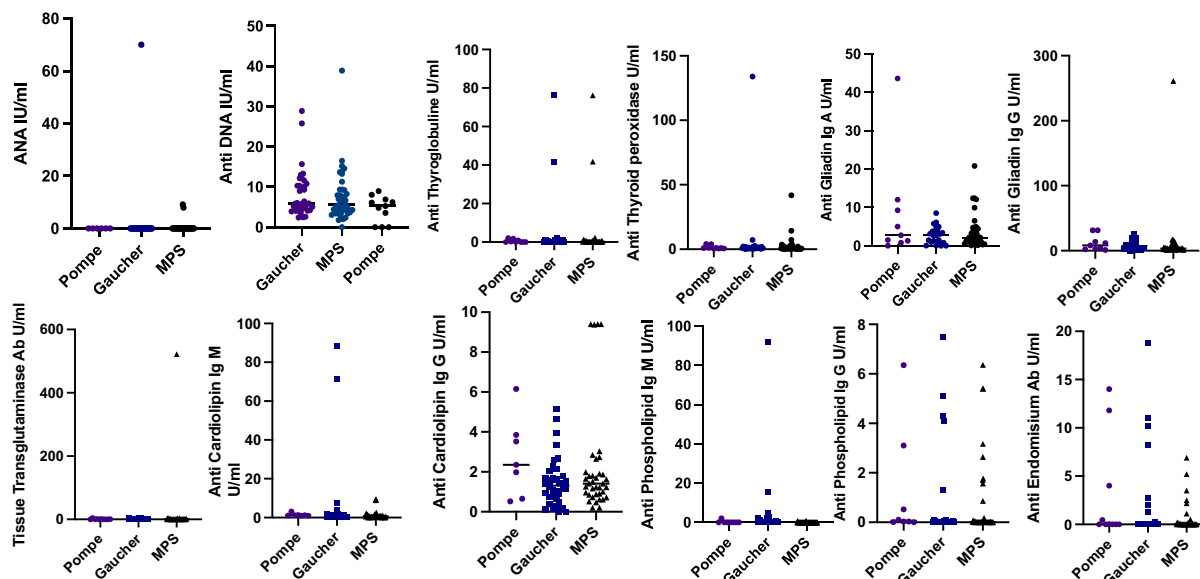 ANA IU/ml
80
60
40
20
0
Pompe
Gaucher
MPS
Anti DNA IU/ml
50
40
30
20
10
0
Gaucher
MPS
Pompe
Anti Thyroglobuline U/ml
100
80
60
40
20
0
Pompe
Gaucher
MPS
Anti Thyroid peroxidase U/ml
150
100
50
0
Pompe
Gaucher
MPS
Anti Gliadin Ig A U/ml
50
40
30
20
10
0
Pompe
Gaucher
MPS
Anti Gliadin Ig G U/ml
300
200
100
0
Pompe
Gaucher
MPS
Tissue Transglutaminase Ab U/ml
600
400
200
0
Pompe
Gaucher
MPS
Anti Cardiolipin Ig M
U/ml
100
80
60
40
20
0
Pompe
Gaucher
MPS
Anti Cardiolipin Ig G U/ml
10
8
6
4
2
0
Pompe
Gaucher
MPS
Anti Phospholipid Ig M U/ml
100
80
60
40
20
0
Pompe
Gaucher
MPS
Anti Phospholipid Ig G U/ml
8
6
4
2
0
Pompe
Gaucher
MPS
Anti Endomisium Ab U/ml
20
15
10
5
0
Pompe
Gaucher
MPS